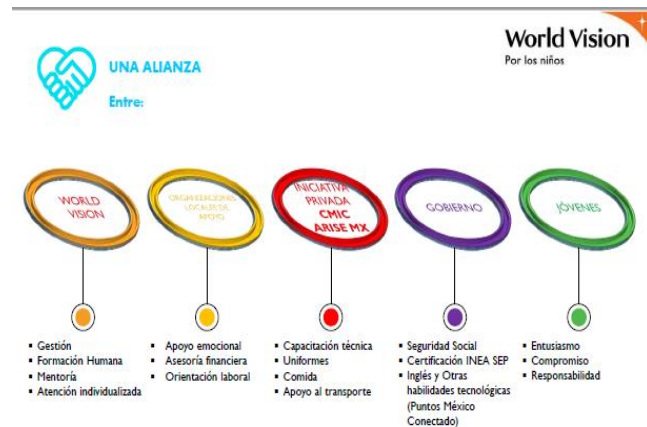 World Vision
Por los niños
UNA ALIANZA
Entre:
WORLD
VISION
ORGANIZACIONES
LOCALES DE
APOYO
INICIATIVA
PRIVADA
CMIC
ARISE MX
GOBIERNO
JÓVENES
▪ Gestión
▪ Formación Humana
▪ Mentoría
▪ Atención individualizada
▪ Apoyo emocional
▪ Asesoría financiera
▪ Orientación laboral
▪ Capacitación técnica
▪ Uniformes
▪ Comida
▪ Apoyo al transporte
▪ Seguridad Social
▪ Certificación INEA SEP
▪ Inglés y Otras
habilidades tecnológicas
(Puntos México
Conectado)
▪ Entusiasmo
▪ Compromiso
▪ Responsabilidad